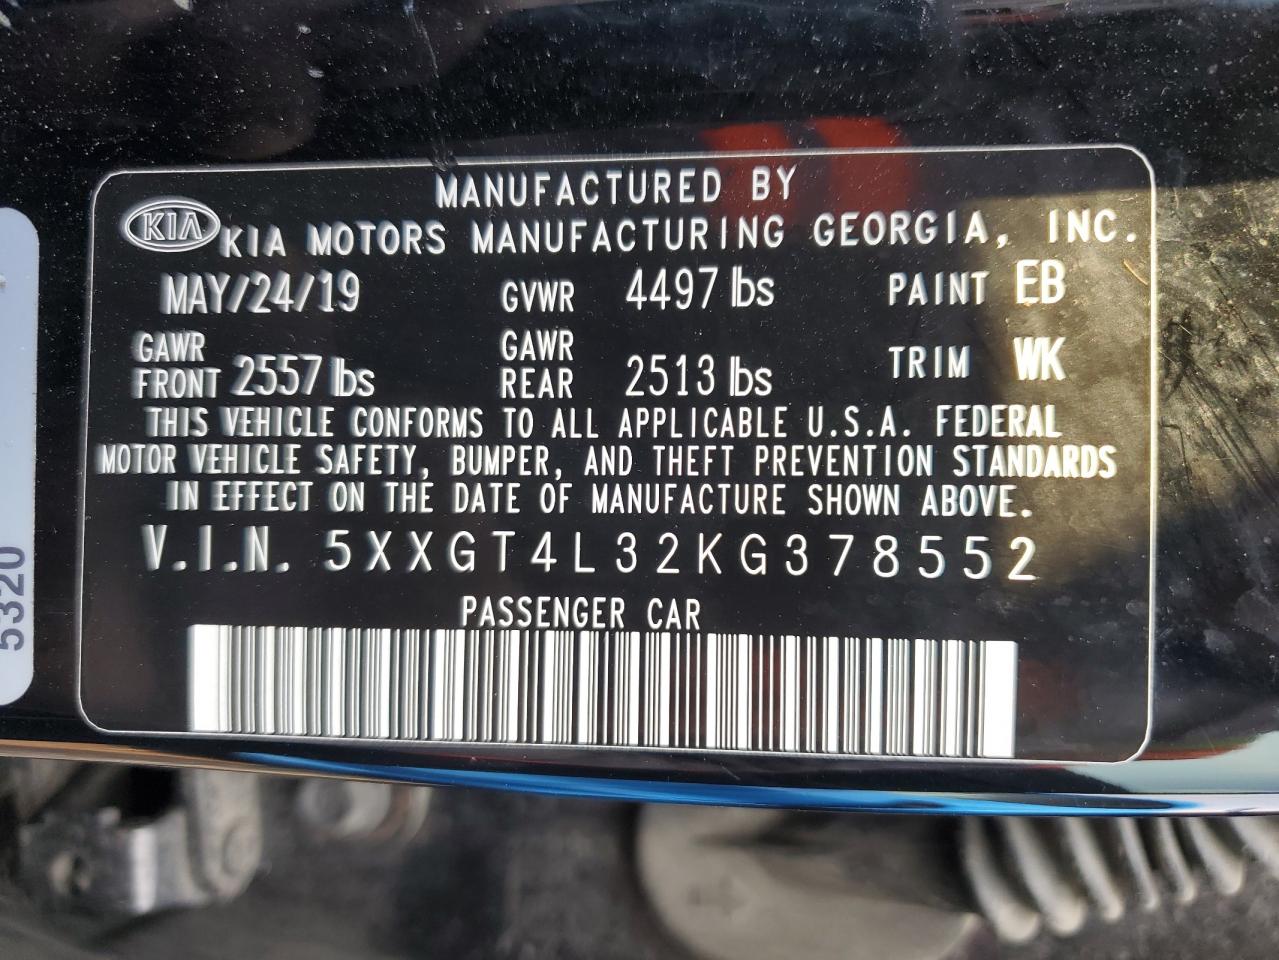 MANUFACTURED BY
KIA KIA MOTORS MANUFACTURING GEORGIA, INC.
MAY/24/19 GVWR 4497 lbs PAINT EB
GAWR FRONT 2557 lbs GAWR REAR 2513 lbs TRIM WK
THIS VEHICLE CONFORMS TO ALL APPLICABLE U.S.A. FEDERAL
MOTOR VEHICLE SAFETY, BUMPER, AND THEFT PREVENTION STANDARDS
IN EFFECT ON THE DATE OF MANUFACTURE SHOWN ABOVE.
V.I.N. 5XXGT4L32KG378552
PASSENGER CAR
5320